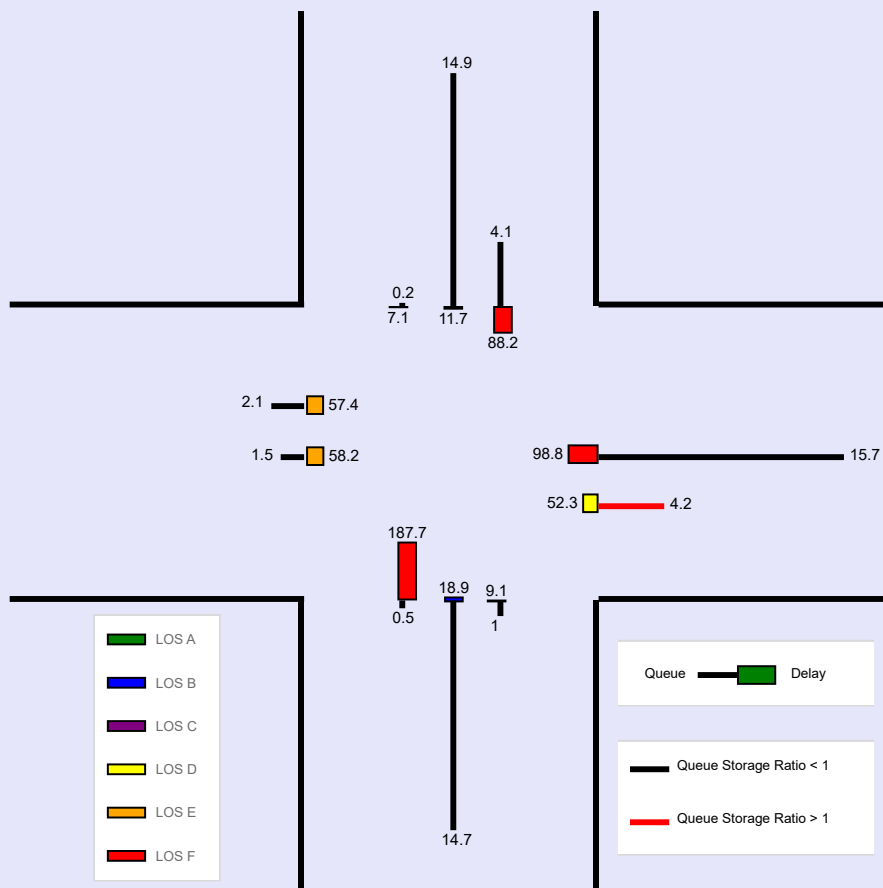 14.9
4.1
0.2
7.1
11.7
88.2
2.1
57.4
1.5
58.2
98.8
15.7
52.3
4.2
187.7
18.9
9.1
0.5
1
14.7
LOS A
LOS B
LOS C
LOS D
LOS E
LOS F
Queue Delay
Queue Storage Ratio < 1
Queue Storage Ratio > 1